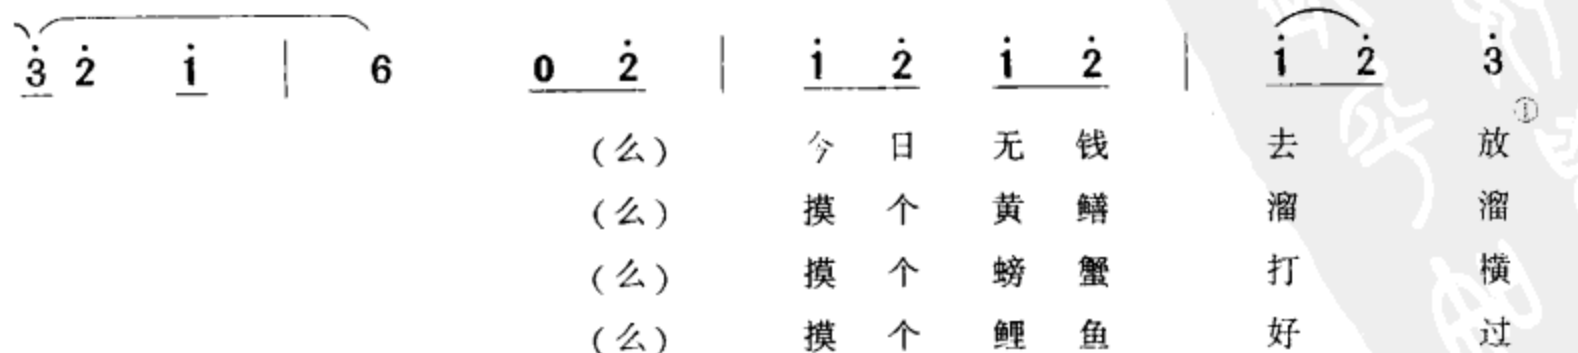 3̇ 2̇ 1̇ | 6 0 2̇ | 1̇ 2̇ 1̇ 2̇ | 1̇ 2̇ 3̇
(么) 今日无钱去放①
(么) 摸个黄鳝溜溜
(么) 摸个螃蟹打横
(么) 摸个鲤鱼好过